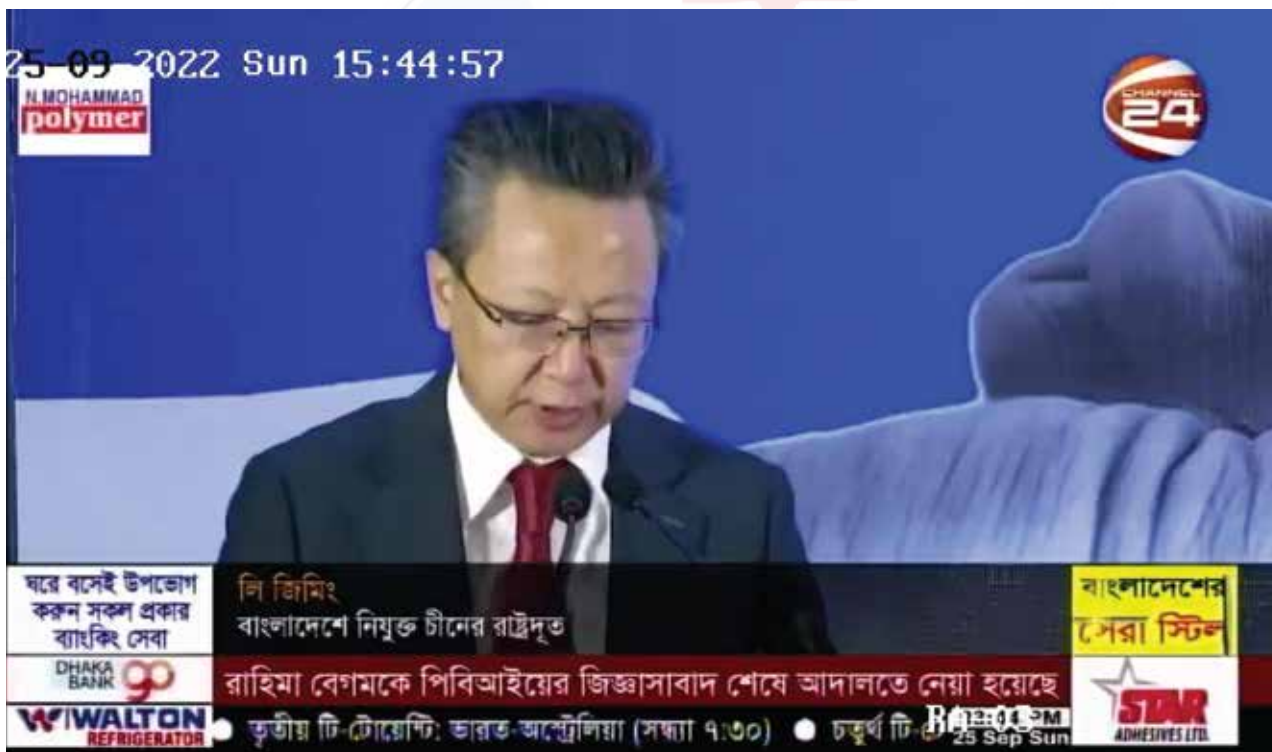 25-09-2022 Sun 15:44:57
N.MOHAMMAD
polymer
CHANNEL
24
ঘরে বসেই উপভোগ
করুন সকল প্রকার
ব্যাংকিং সেবা
লি জিমিং
বাংলাদেশে নিযুক্ত চীনের রাষ্ট্রদূত
বাংলাদেশের
সেরা স্টিল
DHAKA
BANK
রাহিমা বেগমকে পিবিআইয়ের জিজ্ঞাসাবাদ শেষে আদালতে নেয়া হয়েছে
WALTON
REFRIGERATOR
তৃতীয় টি-টোয়েন্টি: ভারত-অস্ট্রেলিয়া (সন্ধ্যা ৭:৩০) ● চতুর্থ টি-
PM
25 Sep Sun
STAR
ADHESIVES LTD.